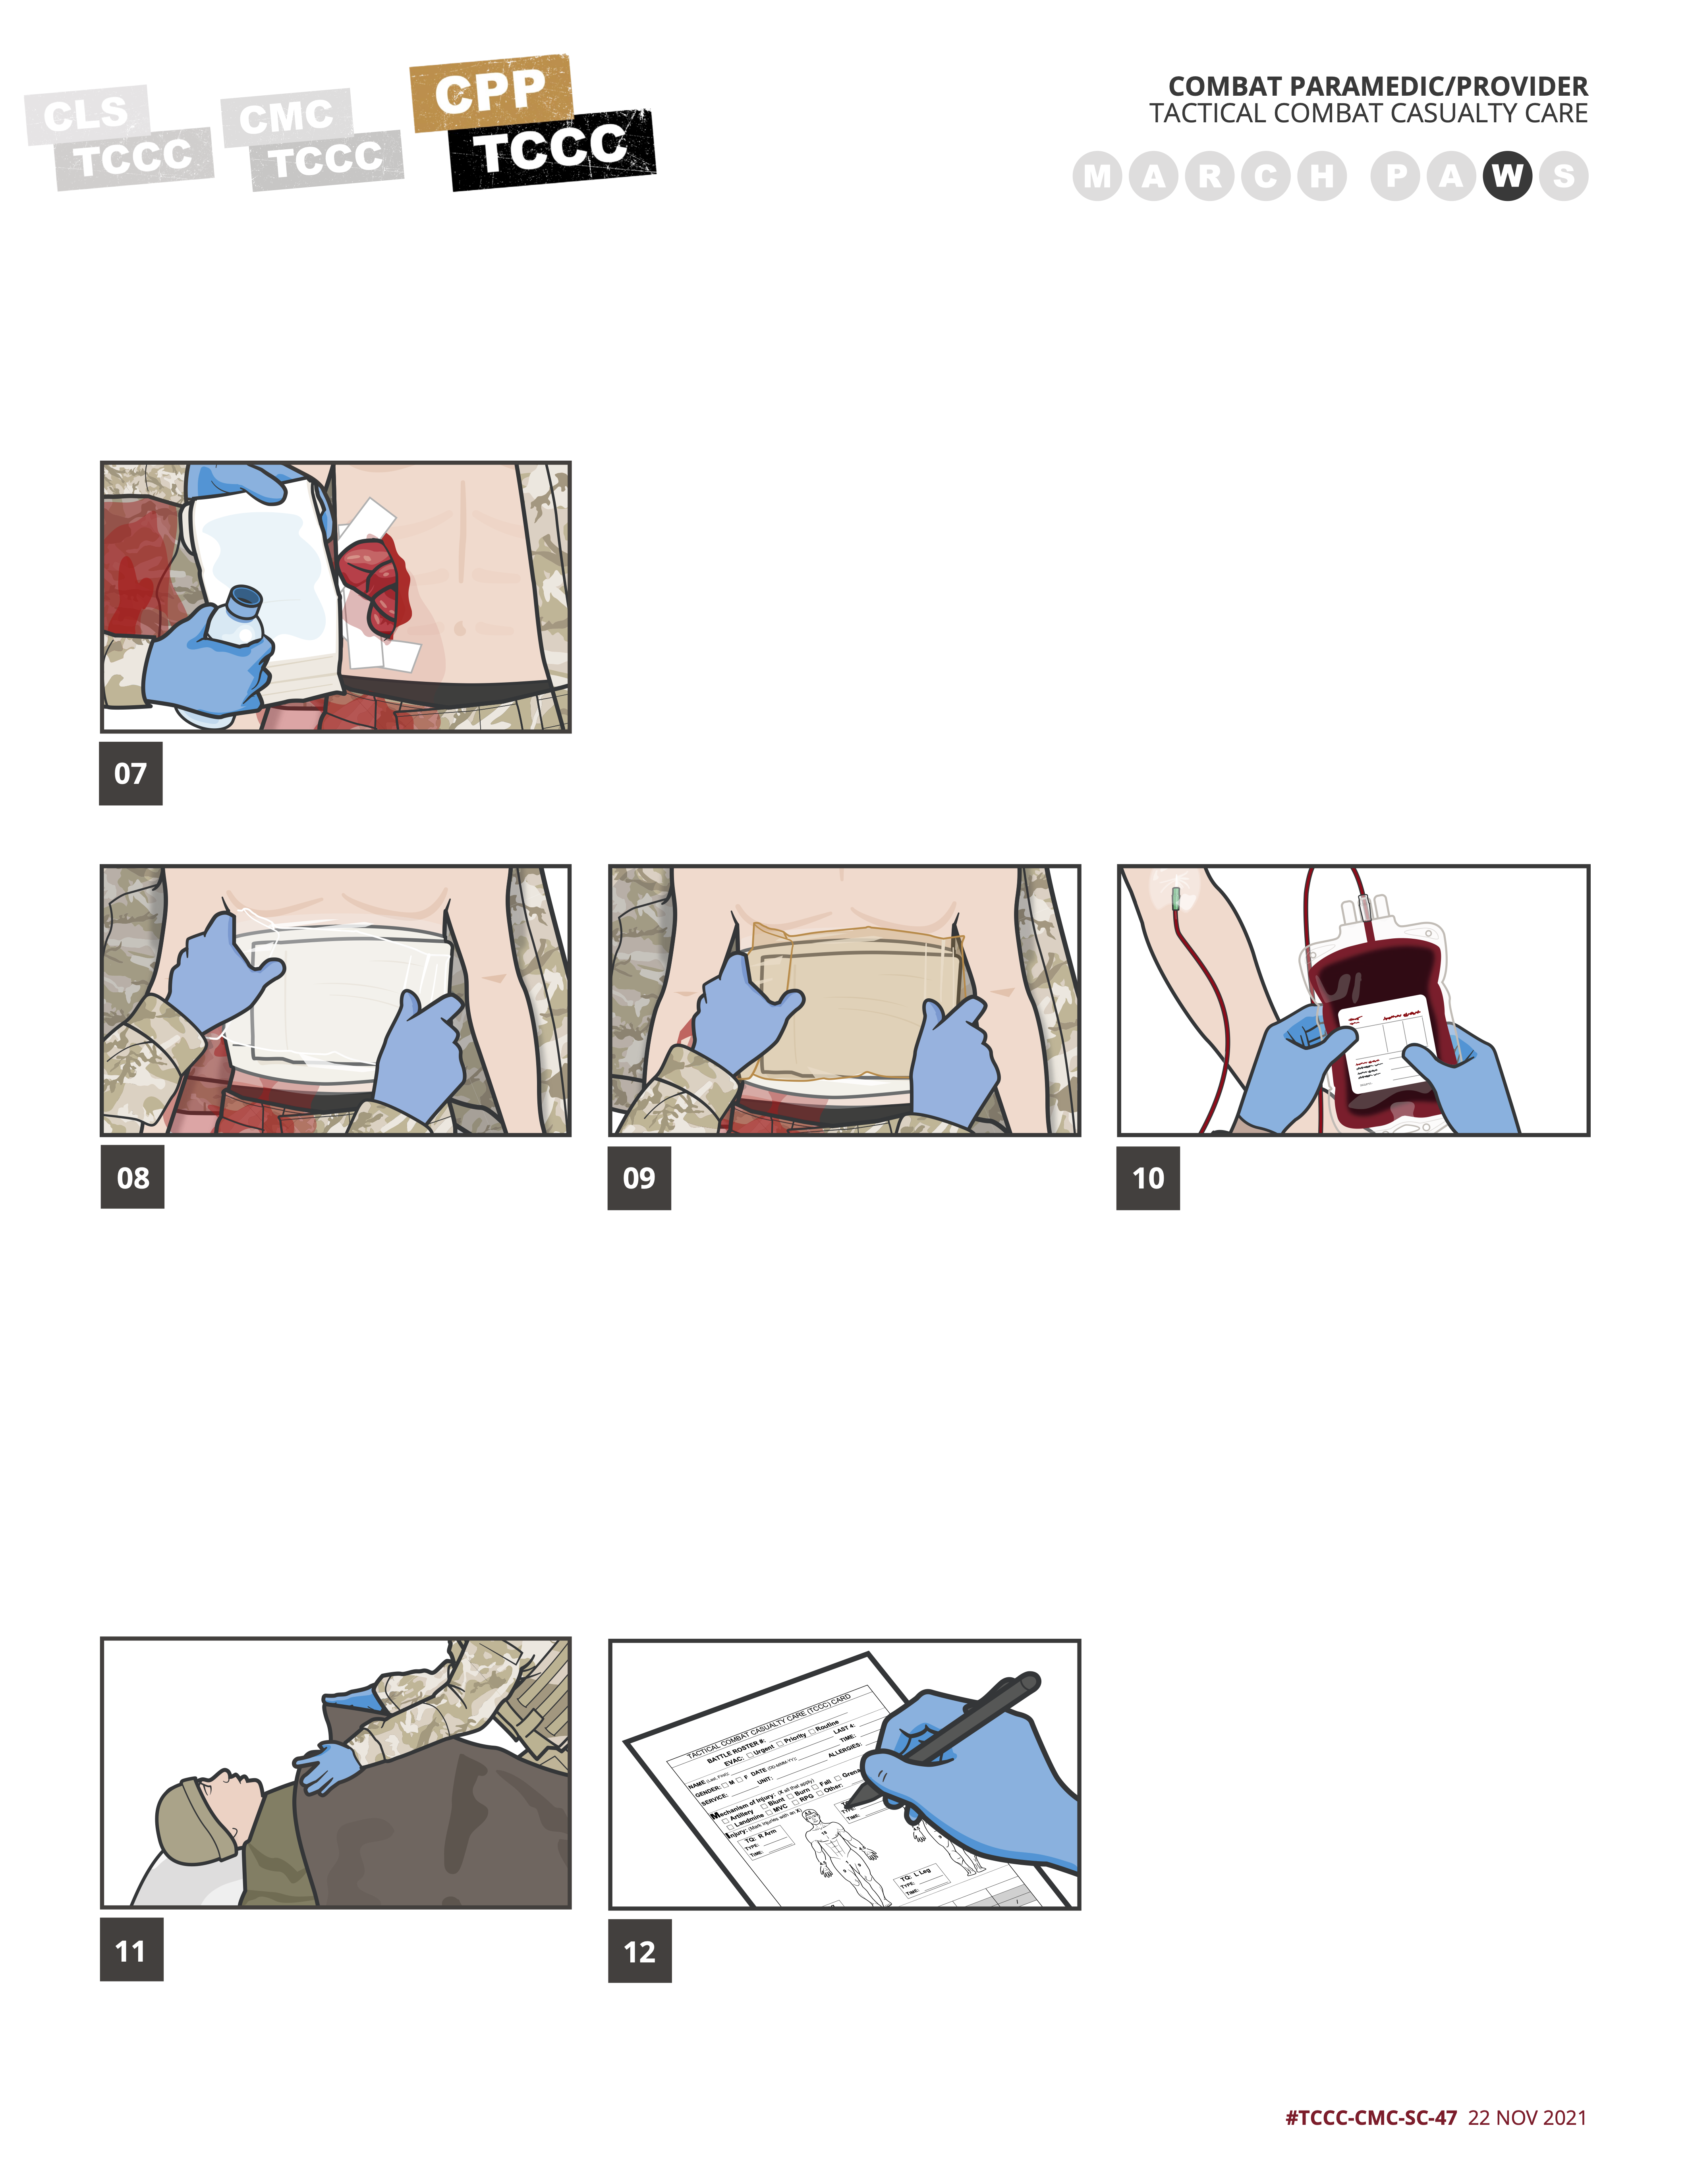 CLS
TCCC
CMC
TCCC
CPP
TCCC
COMBAT PARAMEDIC/PROVIDER
TACTICAL COMBAT CASUALTY CARE
M A R C H P A W S
07
08
09
10
11
12
TACTICAL COMBAT CASUALTY CARE (TCCC) CARD
BATTLE ROSTER #:
EVAC: Urgent Priority Routine
NAME (Last, First): LAST 4:
GENDER: M F DATE (DD-MMM-YY): TIME:
SERVICE: UNIT: ALLERGIES:
Mechanism of Injury: (X all that apply)
Artillery Blunt Burn Fall Grena
Landmine MVC RPG Other:
Injury: (Mark injuries with an X)
TQ: R Arm
TYPE:
TIME:
TYPE:
TIME:
TQ: L Leg
TYPE:
TIME:
#TCCC-CMC-SC-47 22 NOV 2021